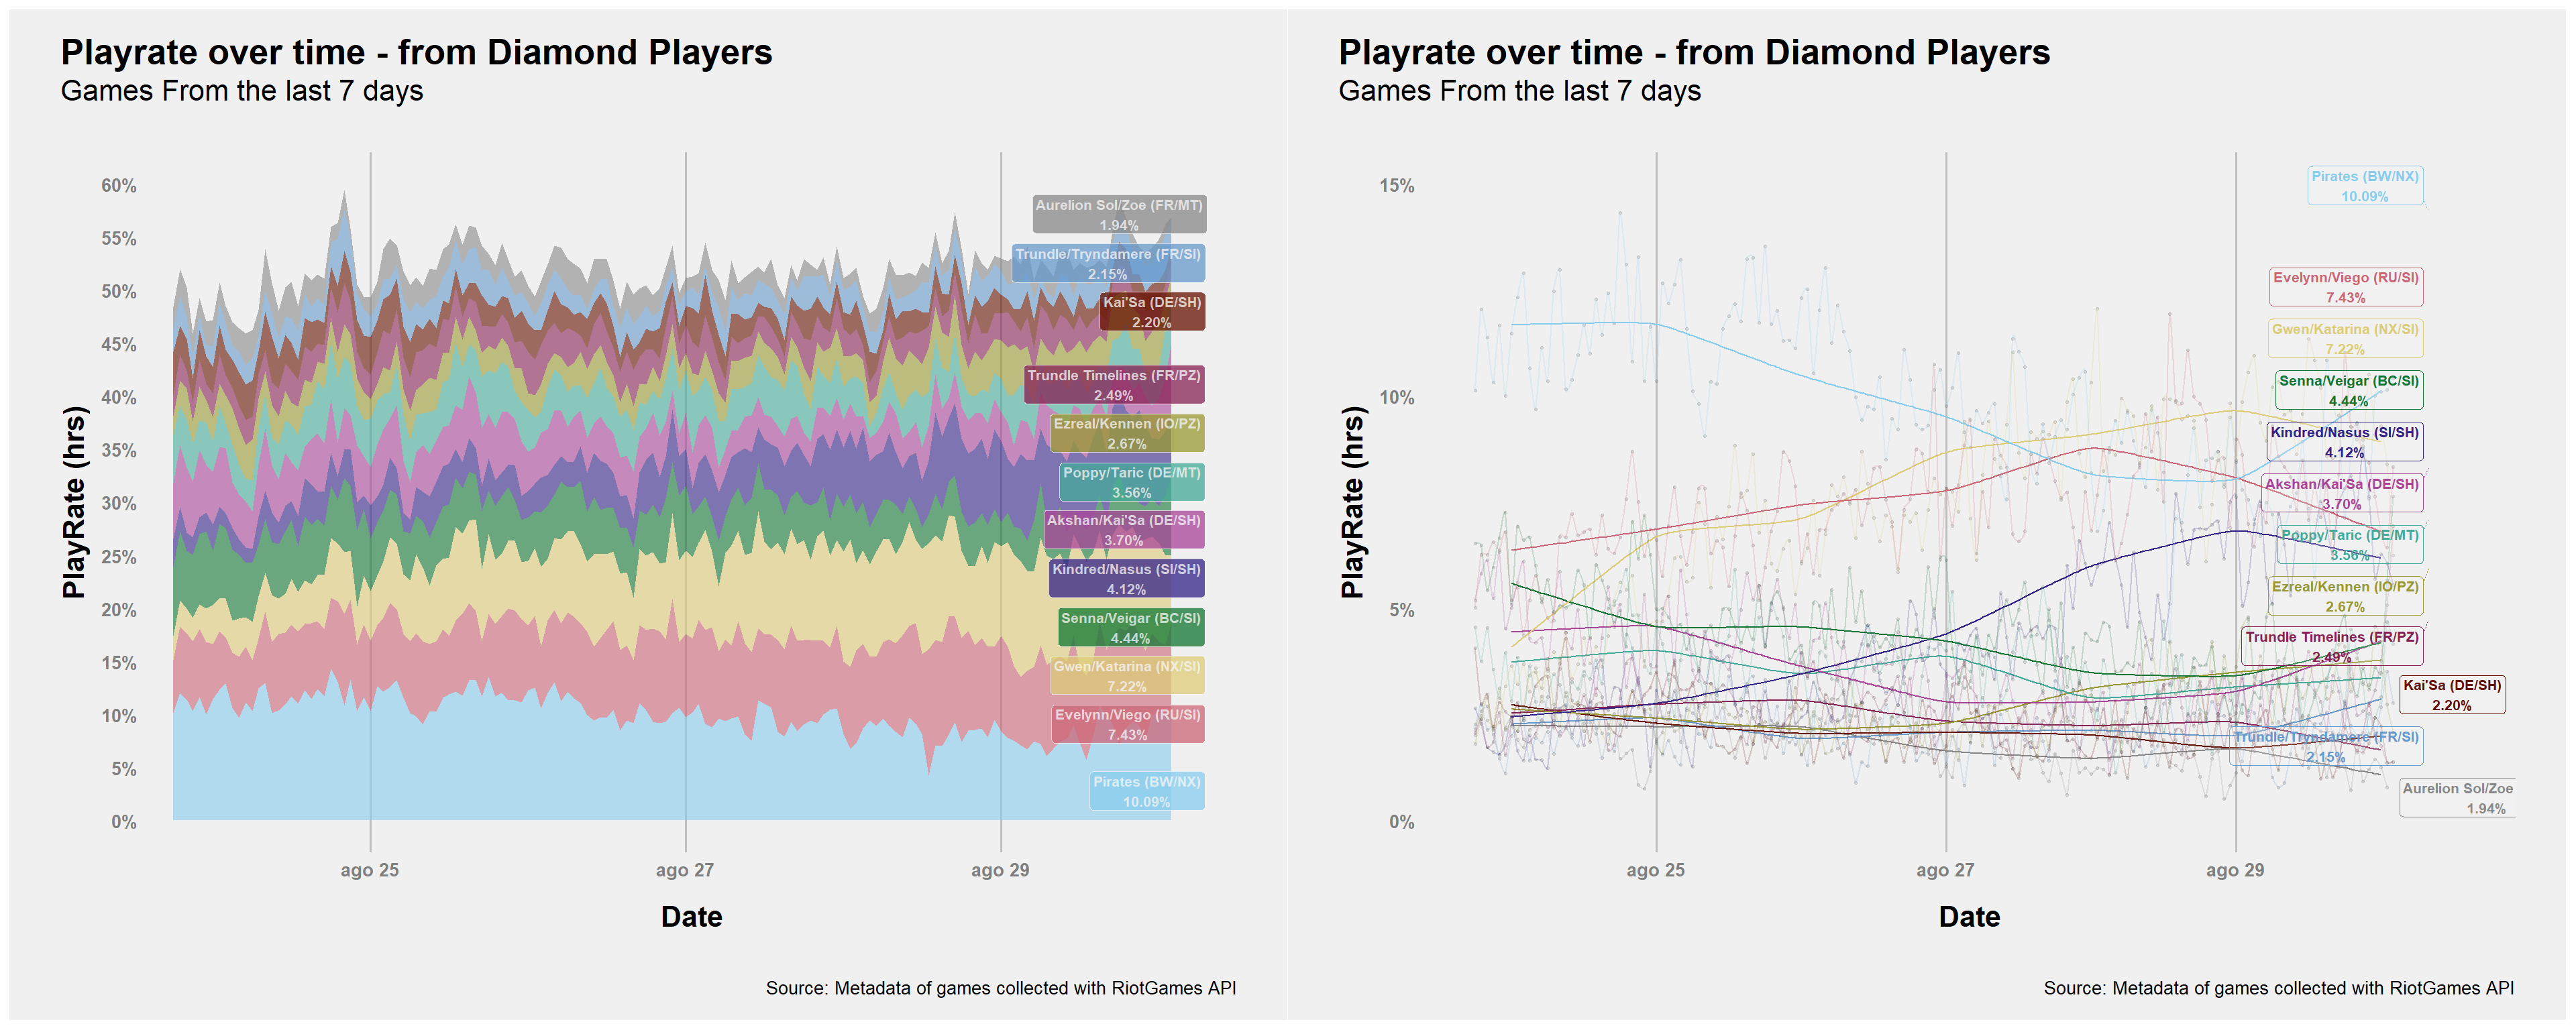 Playrate over time - from Diamond Players
Games From the last 7 days
PlayRate (hrs)
60%
55%
50%
45%
40%
35%
30%
25%
20%
15%
10%
5%
0%
Aurelion Sol/Zoe (FR/MT)
1.94%
Trundle/Tryndamere (FR/SI)
2.15%
Kai'Sa (DE/SH)
2.20%
Trundle Timelines (FR/PZ)
2.49%
Ezreal/Kennen (IO/PZ)
2.67%
Poppy/Taric (DE/MT)
3.56%
Akshan/Kai'Sa (DE/SH)
3.70%
Kindred/Nasus (SI/SH)
4.12%
Senna/Veigar (BC/SI)
4.44%
Gwen/Katarina (NX/SI)
7.22%
Evelynn/Viego (RU/SI)
7.43%
Pirates (BW/NX)
10.09%
ago 25
ago 27
ago 29
Date
Source: Metadata of games collected with RiotGames API
Playrate over time - from Diamond Players
Games From the last 7 days
PlayRate (hrs)
15%
10%
5%
0%
Pirates (BW/NX)
10.09%
Evelynn/Viego (RU/SI)
7.43%
Gwen/Katarina (NX/SI)
7.22%
Senna/Veigar (BC/SI)
4.44%
Kindred/Nasus (SI/SH)
4.12%
Akshan/Kai'Sa (DE/SH)
3.70%
Poppy/Taric (DE/MT)
3.56%
Ezreal/Kennen (IO/PZ)
2.67%
Trundle Timelines (FR/PZ)
2.49%
Kai'Sa (DE/SH)
2.20%
Trundle/Tryndamere (FR/SI)
2.15%
Aurelion Sol/Zoe
1.94%
ago 25
ago 27
ago 29
Date
Source: Metadata of games collected with RiotGames API